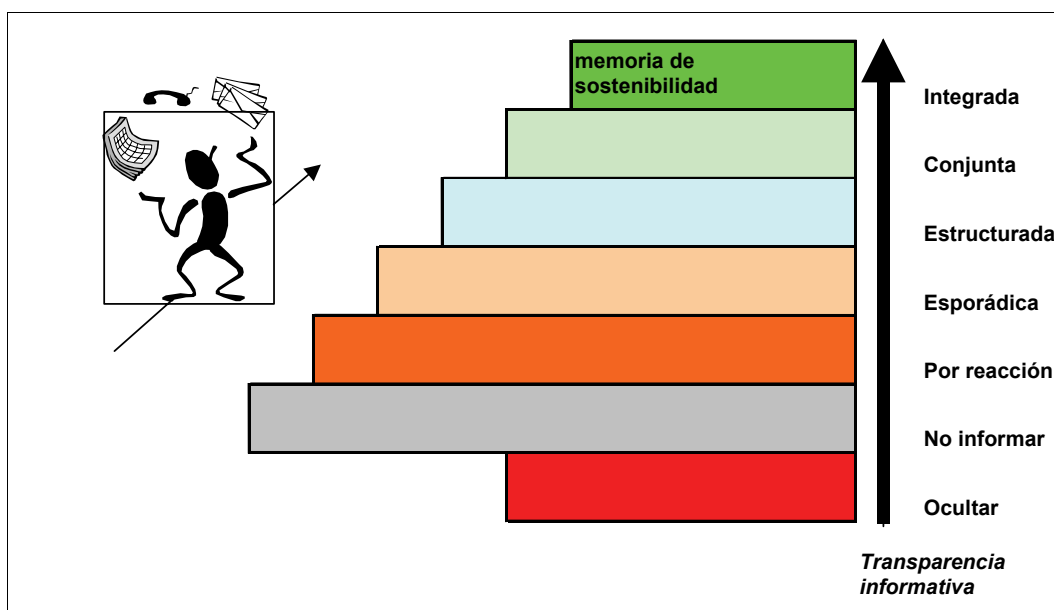 memoria de
sostenibilidad
Integrada
Conjunta
Estructurada
Esporádica
Por reacción
No informar
Ocultar
Transparencia
informativa